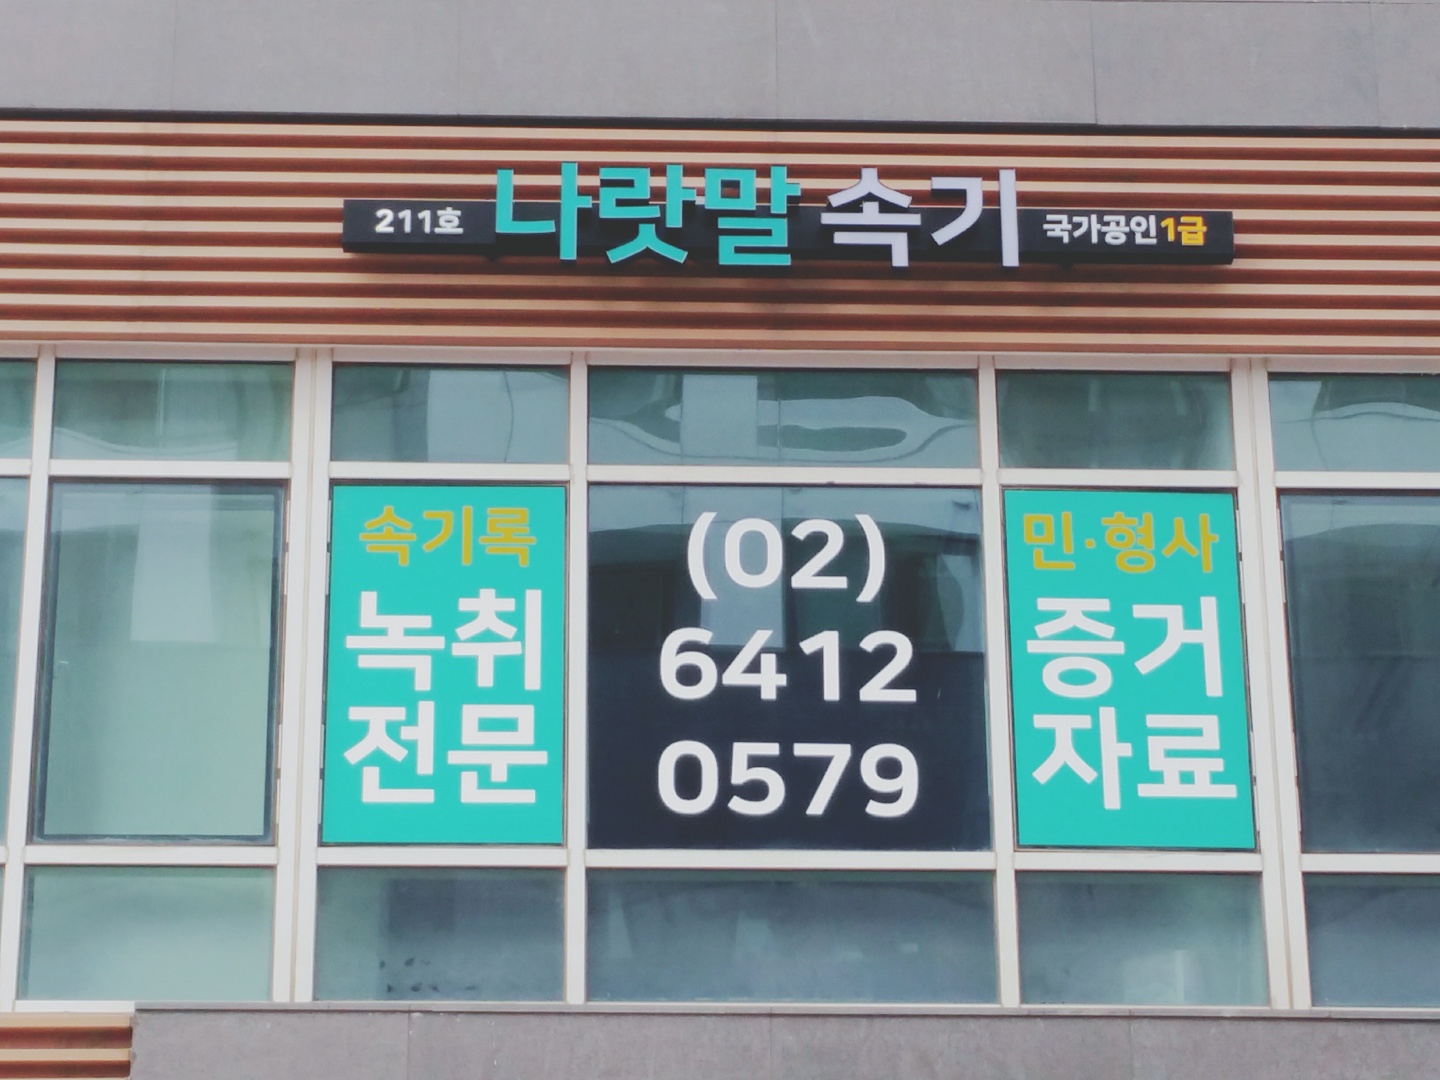 211호 나랏말 속기 국가공인1급
속기록
녹취
전문
(02)
6412
0579
민·형사
증거
자료